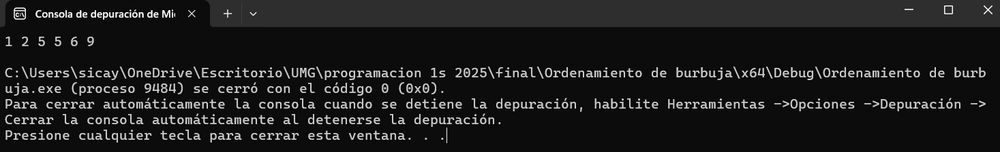 Consola de depuración de Mi
1 2 5 5 6 9
C:\Users\sicay\OneDrive\Escritorio\UMG\programacion 1s 2025\final\Ordenamiento de burbuja\x64\Debug\Ordenamiento de burb
uja.exe (proceso 9484) se cerró con el código 0 (0x0).
Para cerrar automáticamente la consola cuando se detiene la depuración, habilite Herramientas ->Opciones ->Depuración ->
Cerrar la consola automáticamente al detenerse la depuración.
Presione cualquier tecla para cerrar esta ventana. . .